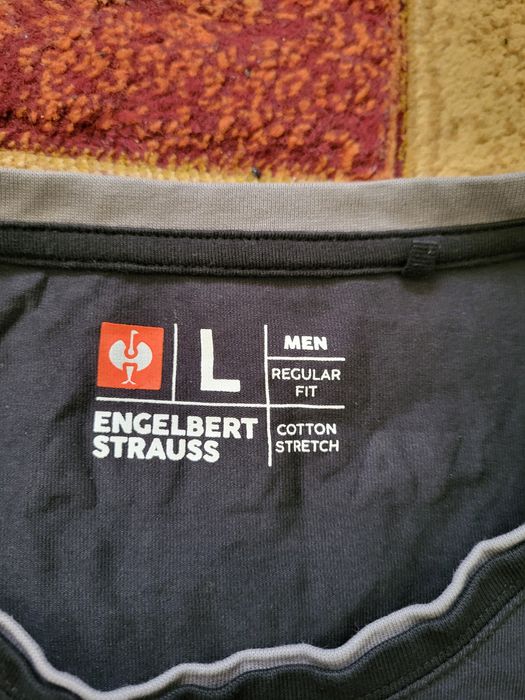 L
MEN
REGULAR
FIT
ENGELBERT
STRAUSS
COTTON
STRETCH